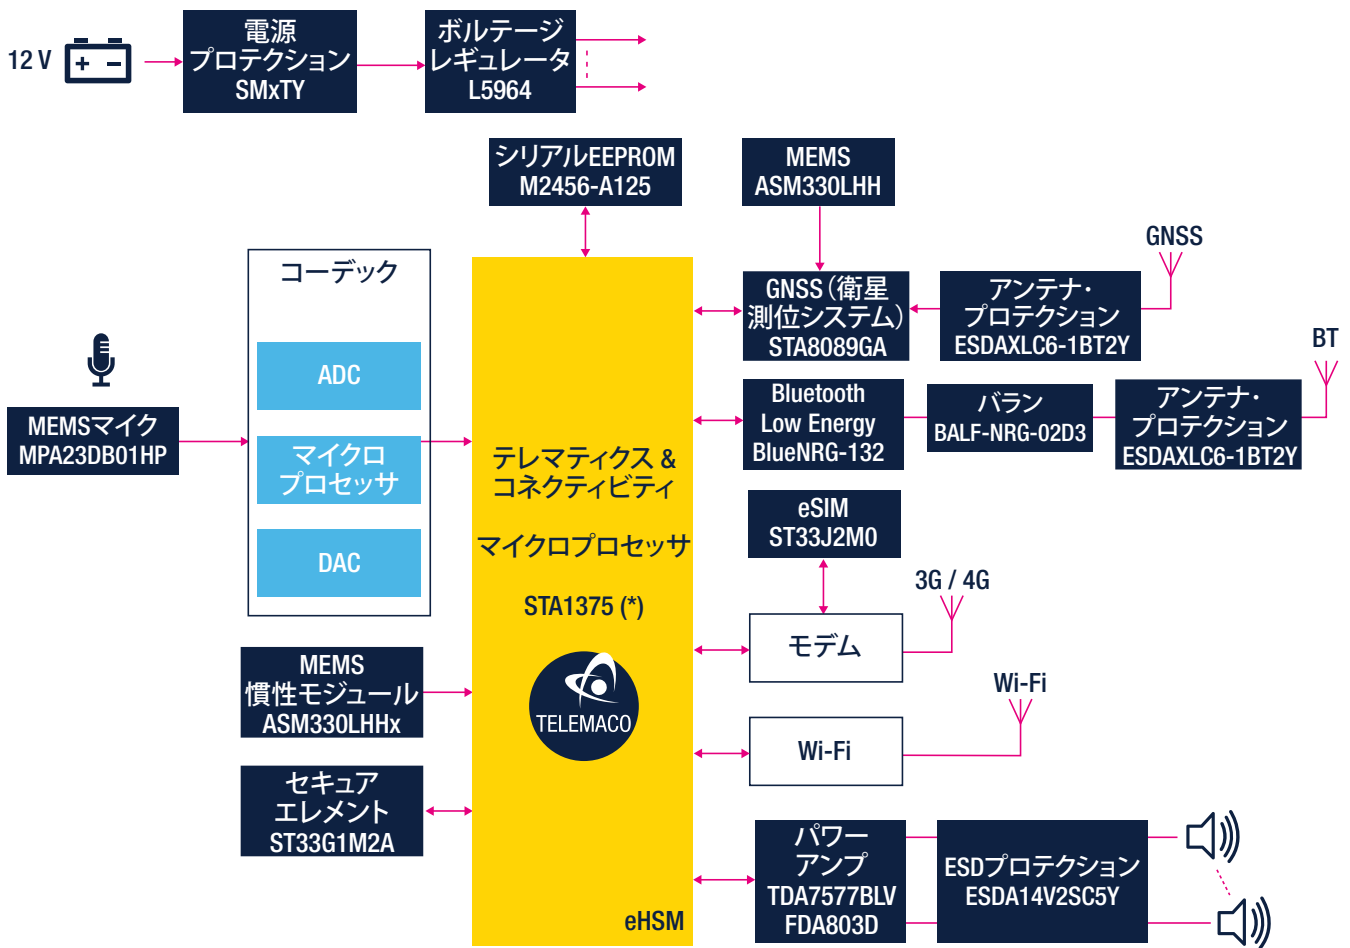 12 V
電源
プロテクション
SMxTY
ボルテージ
レギュレータ
L5964
シリアルEEPROM
M2456-A125
MEMS
ASM330LHH
GNSS
コーデック
ADC
マイクロ
プロセッサ
DAC
MEMSマイク
MPA23DB01HP
テレマティクス &
コネクティビティ
マイクロプロセッサ
STA1375 (*)
TELEMACO
eHSM
GNSS（衛星
測位システム）
STA8089GA
アンテナ・
プロテクション
ESDAXLC6-1BT2Y
BT
Bluetooth
Low Energy
BlueNRG-132
バラン
BALF-NRG-02D3
アンテナ・
プロテクション
ESDAXLC6-1BT2Y
eSIM
ST33J2M0
3G / 4G
モデム
MEMS
慣性モジュール
ASM330LHHx
Wi-Fi
Wi-Fi
セキュア
エレメント
ST33G1M2A
パワー
アンプ
TDA7577BLV
FDA803D
ESDプロテクション
ESDA14V2SC5Y